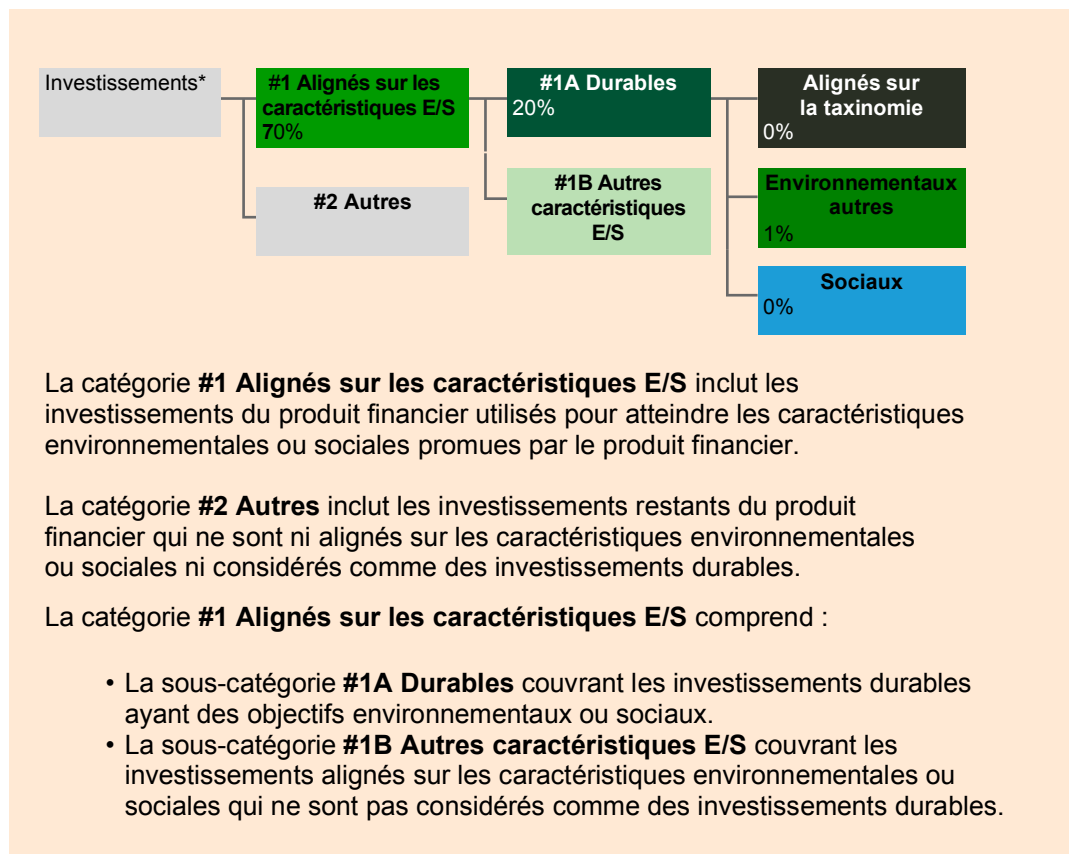 Investissements*
#1 Alignés sur les
caractéristiques E/S
70%
#2 Autres
#1A Durables
20%
#1B Autres
caractéristiques
E/S
Alignés sur
la taxinomie
0%
Environnementaux
autres
1%
Sociaux
0%
La catégorie #1 Alignés sur les caractéristiques E/S inclut les
investissements du produit financier utilisés pour atteindre les caractéristiques
environnementales ou sociales promues par le produit financier.
La catégorie #2 Autres inclut les investissements restants du produit
financier qui ne sont ni alignés sur les caractéristiques environnementales
ou sociales ni considérés comme des investissements durables.
La catégorie #1 Alignés sur les caractéristiques E/S comprend :
• La sous-catégorie #1A Durables couvrant les investissements durables
ayant des objectifs environnementaux ou sociaux.
• La sous-catégorie #1B Autres caractéristiques E/S couvrant les
investissements alignés sur les caractéristiques environnementales ou
sociales qui ne sont pas considérés comme des investissements durables.